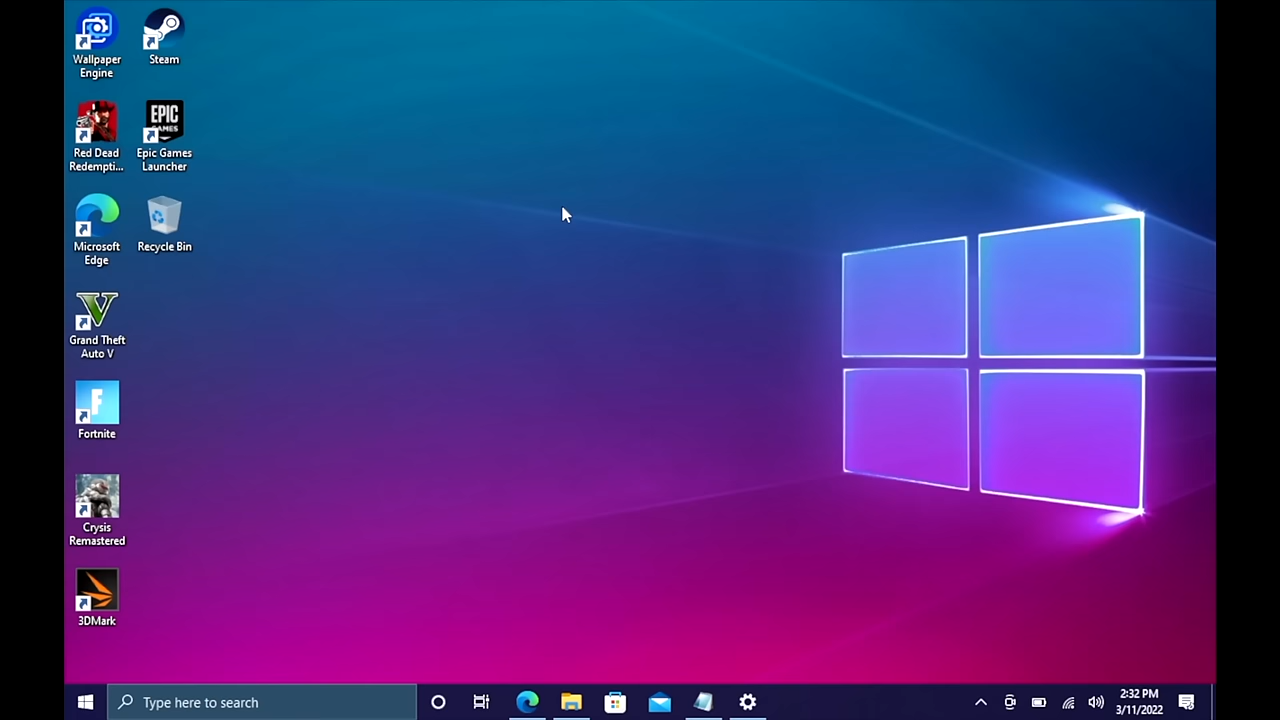 Wallpaper
Engine
Steam
Red Dead
Redempti...
EPIC
GAMES
Epic Games
Launcher
Microsoft
Edge
Recycle Bin
V
Grand Theft
Auto V
F
Fortnite
Crysis
Remastered
3DMark
Type here to search
2:32 PM
3/11/2022